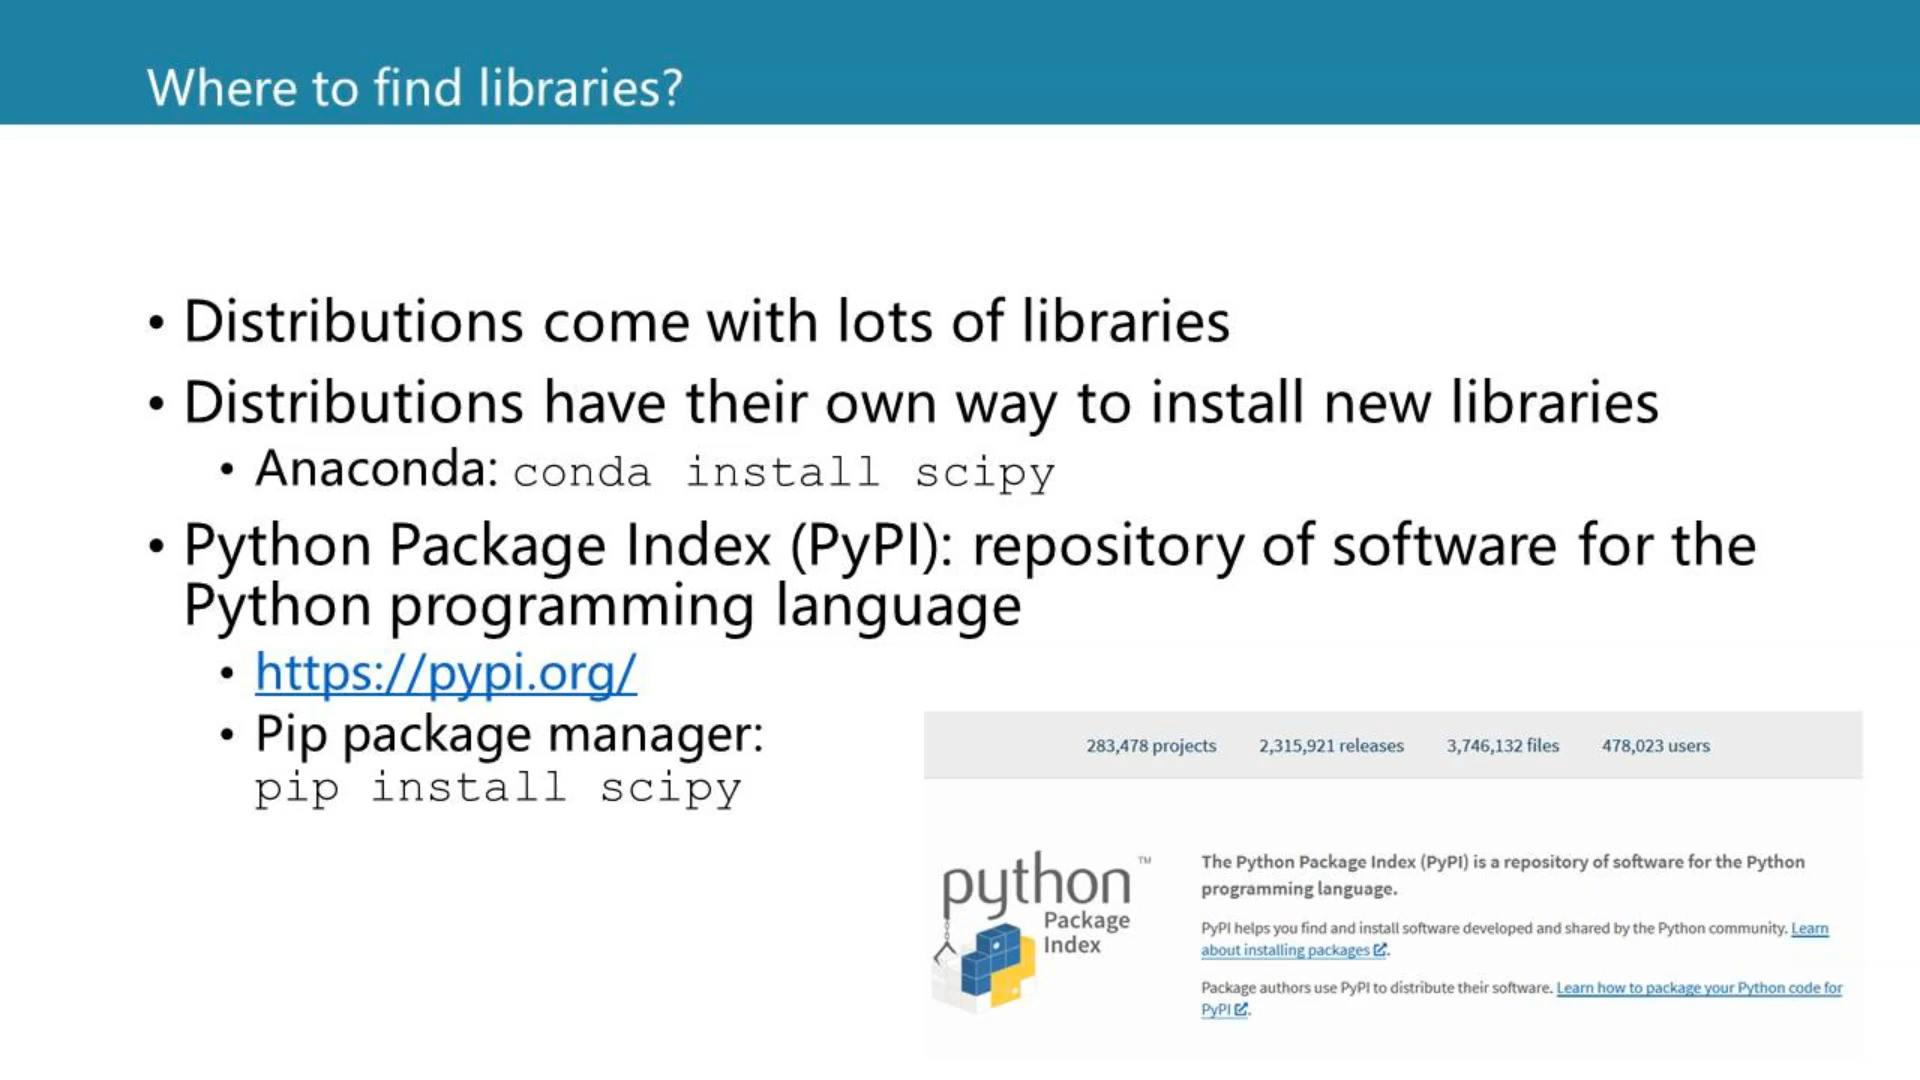 Where to find libraries?
• Distributions come with lots of libraries
• Distributions have their own way to install new libraries
• Anaconda: conda install scipy
• Python Package Index (PyPI): repository of software for the
Python programming language
• https://pypi.org/
• Pip package manager:
pip install scipy
283,478 projects 2,315,921 releases 3,746,132 files 478,023 users
python™
Package
Index
The Python Package Index (PyPI) is a repository of software for the Python
programming language.
PyPI helps you find and install software developed and shared by the Python community. Learn
about installing packages.
Package authors use PyPI to distribute their software. Learn how to package your Python code for
PyPI.